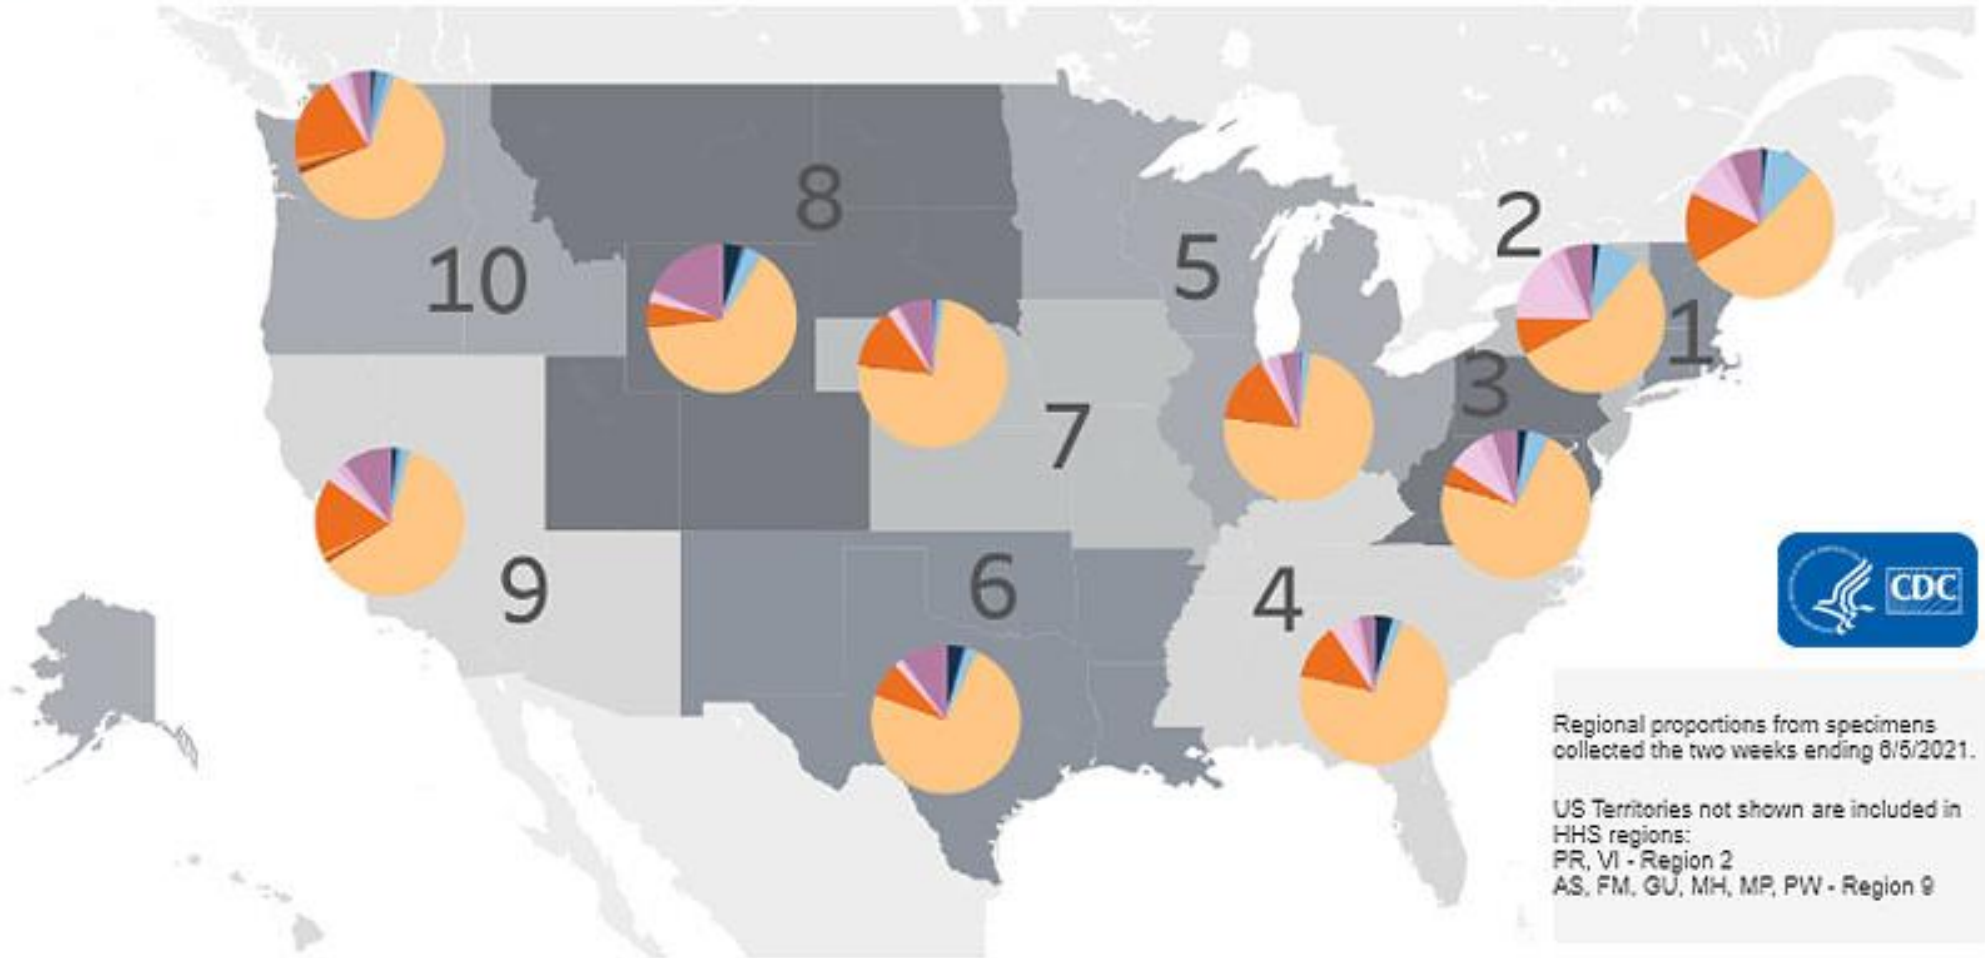 8
2
10
5
1
3
7
9
6
4
CDC
Regional proportions from specimens
collected the two weeks ending 6/5/2021.
US Territories not shown are included in
HHS regions:
PR, VI - Region 2
AS, FM, GU, MH, MP, PW - Region 9